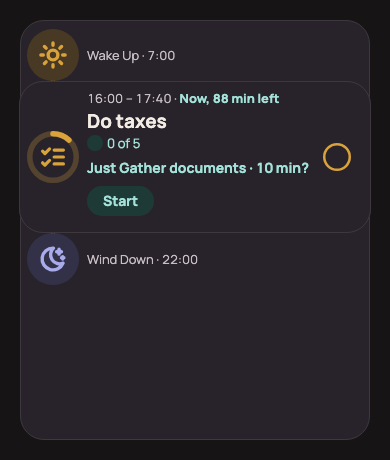 Wake Up · 7:00
16:00 – 17:40 · Now, 88 min left
Do taxes
0 of 5
Just Gather documents · 10 min?
Start
Wind Down · 22:00